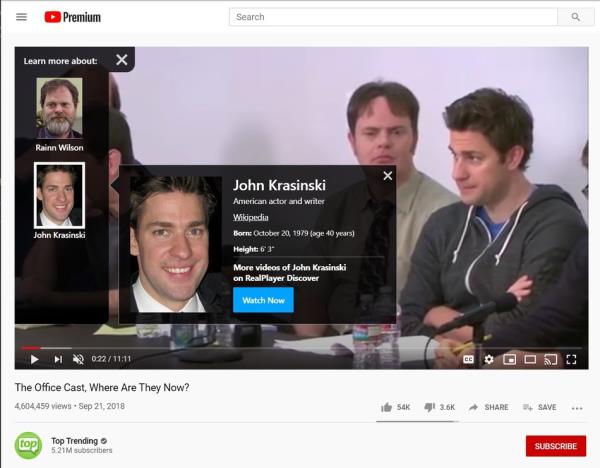 Premium
Search
Learn more about:
Rainn Wilson
John Krasinski
John Krasinski
American actor and writer
Wikipedia
Born: October 20, 1979 (age 40 years)
Height: 6' 3"
More videos of John Krasinski
on RealPlayer Discover
Watch Now
0:22 / 11:11
CC
The Office Cast, Where Are They Now?
4,604,459 views • Sep 21, 2018
54K 3.6K SHARE SAVE
top
Top Trending
5.21M subscribers
SUBSCRIBE